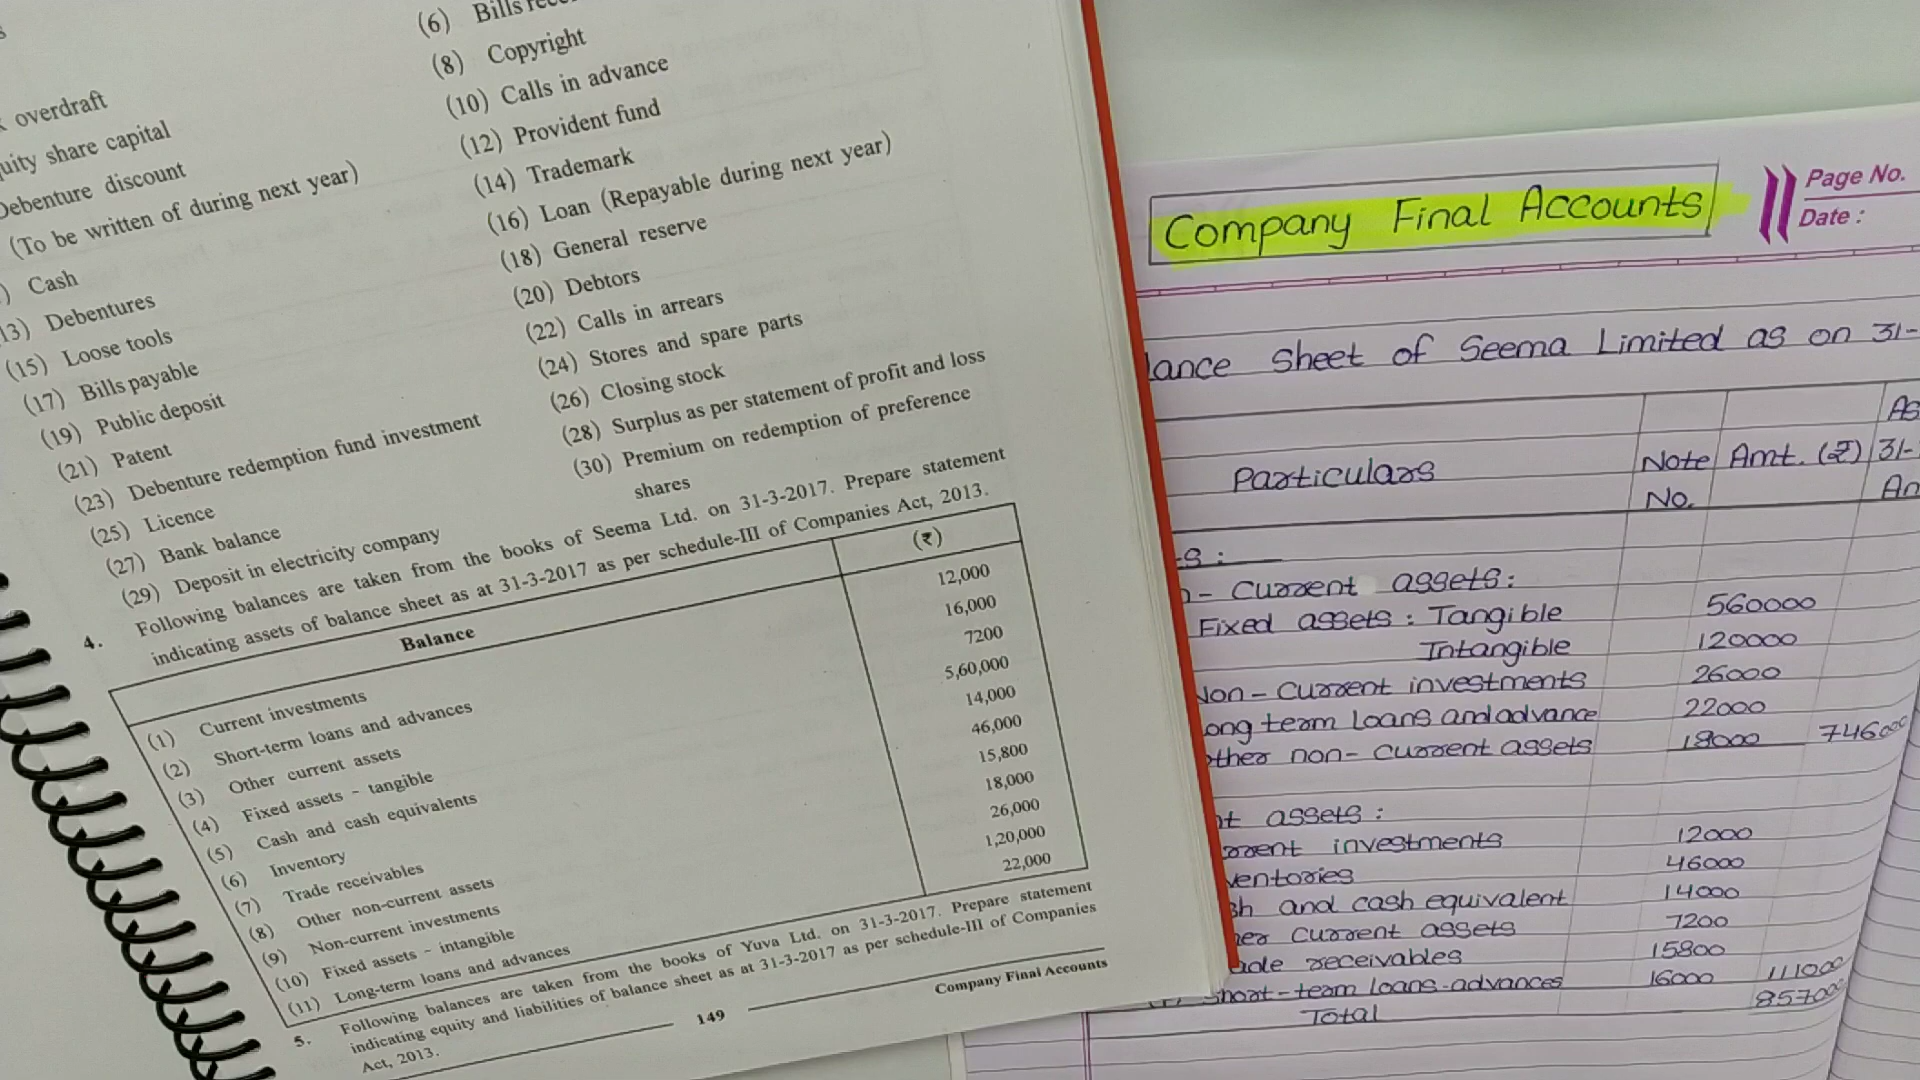 (6) Bills
(8) Copyright
overdraft
(10) Calls in advance
share capital
(12) Provident fund
Debenture discount
(14) Trademark
(To be written of during next year)
(16) Loan (Repayable during next year)
Cash
(18) General reserve
13) Debentures
(20) Debtors
(15) Loose tools
(22) Calls in arrears
(17) Bills payable
(24) Stores and spare parts
(19) Public deposit
(26) Closing stock
(21) Patent
(28) Surplus as per statement of profit and loss
(23) Debenture redemption fund investment
(30) Premium on redemption of preference
shares
(25) Licence
(27) Bank balance
(29) Deposit in electricity company
4. Following balances are taken from the books of Seema Ltd. on 31-3-2017. Prepare statement
indicating assets of balance sheet as at 31-3-2017 as per schedule-III of Companies Act, 2013.
Balance (₹)
(1) Current investments 12,000
(2) Short-term loans and advances 16,000
(3) Other current assets 7200
(4) Fixed assets - tangible 5,60,000
(5) Cash and cash equivalents 14,000
(6) Inventory 46,000
(7) Trade receivables 15,800
(8) Other non-current assets 18,000
(9) Non-current investments 26,000
(10) Fixed assets - intangible 1,20,000
(11) Long-term loans and advances 22,000
5. Following balances are taken from the books of Yuva Ltd. on 31-3-2017. Prepare statement
indicating equity and liabilities of balance sheet as at 31-3-2017 as per schedule-III of Companies
Act, 2013.
149
Company Final Accounts
Page No.
Date :
Company Final Accounts
lance Sheet of Seema Limited as on 31-
Particulars Note No. Amt. (₹) As 31- An
s :
- Current assets :
Fixed assets : Tangible 560000
Intangible 120000
Non-Current investments 26000
ong term Loans and advance 22000
other non-current assets 18000 746000
nt assets :
rrent investments 12000
ventories 46000
sh and cash equivalent 14000
her current assets 7200
ade receivables 15800
Short-term loans-advances 16000 111000
Total 857000